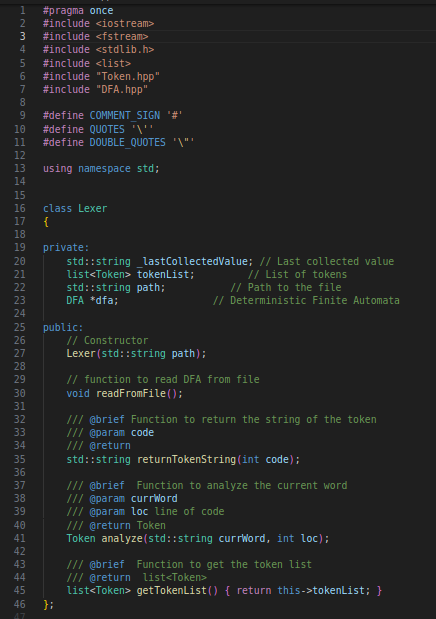 1 #pragma once
2 #include <iostream>
3 #include <fstream>
4 #include <stdlib.h>
5 #include <list>
6 #include "Token.hpp"
7 #include "DFA.hpp"
8
9 #define COMMENT_SIGN '#'
10 #define QUOTES '\''
11 #define DOUBLE_QUOTES '\"'
12
13 using namespace std;
14
15
16 class Lexer
17 {
18
19 private:
20     std::string _lastCollectedValue; // Last collected value
21     list<Token> tokenList;         // List of tokens
22     std::string path;           // Path to the file
23     DFA *dfa;                // Deterministic Finite Automata
24
25 public:
26     // Constructor
27     Lexer(std::string path);
28
29     // function to read DFA from file
30     void readFromFile();
31
32     /// @brief Function to return the string of the token
33     /// @param code
34     /// @return
35     std::string returnTokenString(int code);
36
37     /// @brief  Function to analyze the current word
38     /// @param currWord
39     /// @param loc line of code
40     /// @return Token
41     Token analyze(std::string currWord, int loc);
42
43     /// @brief  Function to get the token list
44     /// @return  list<Token>
45     list<Token> getTokenList() { return this->tokenList; }
46 };
47